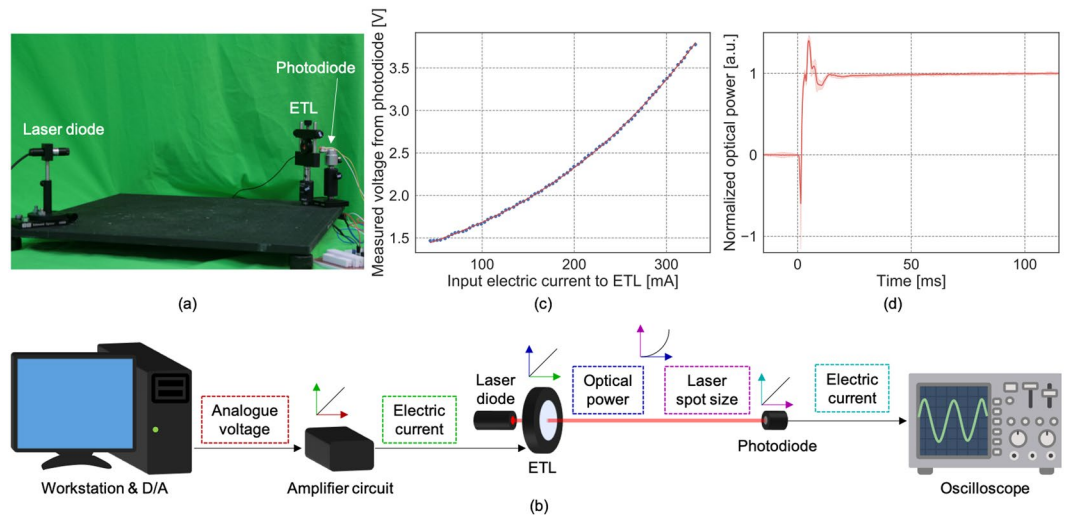 Laser diode
ETL
Photodiode
(a)
Measured voltage from photodiode [V]
3.5
3.0
2.5
2.0
1.5
100
200
300
Input electric current to ETL [mA]
(c)
Normalized optical power [a.u.]
1
0
−1
0
50
100
Time [ms]
(d)
Workstation & D/A
Analogue
voltage
Amplifier circuit
Electric
current
Laser
diode
ETL
Optical
power
Laser
spot size
Photodiode
Electric
current
Oscilloscope
(b)